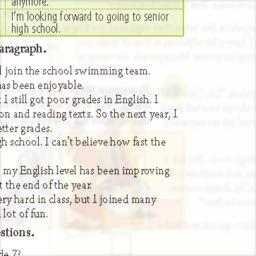 anymore.
I'm looking forward to going to senior
high school.
aragraph.
I join the school swimming team.
has been enjoyable.
I still got poor grades in English. I
on and reading texts. So the next year, I
etter grades.
gh school. I can't believe how fast the
my English level has been improving
t the end of the year.
ery hard in class, but I joined many
lot of fun.
stions.
de 7?